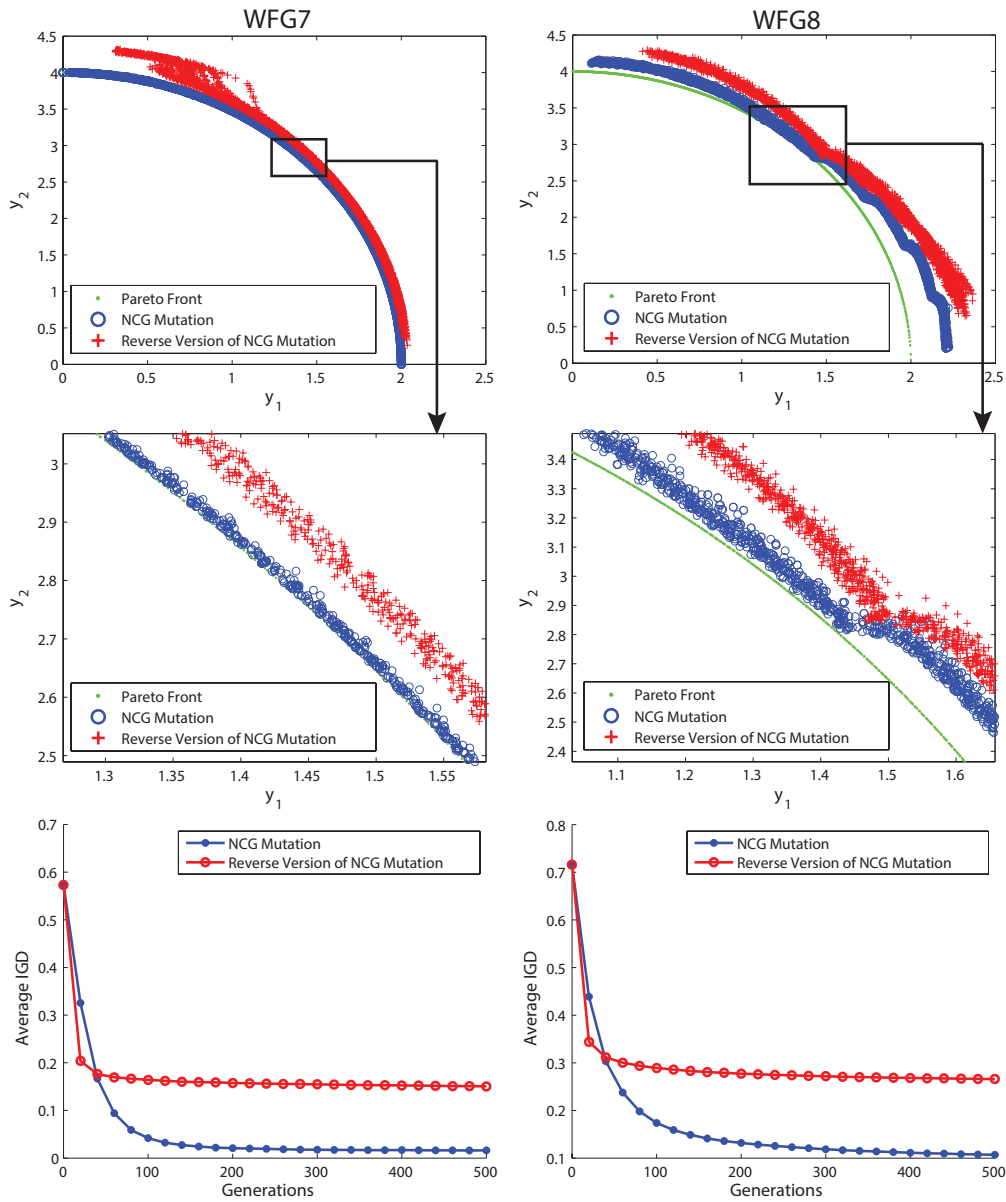 WFG7
4.5
4
3.5
3
2.5
2
1.5
1
0.5
0
y_2
Pareto Front
NCG Mutation
Reverse Version of NCG Mutation
0 0.5 1 1.5 2 2.5
y_1
WFG8
4.5
4
3.5
3
2.5
2
1.5
1
0.5
0
y_2
Pareto Front
NCG Mutation
Reverse Version of NCG Mutation
0.5 1 1.5 2 2.5
y_1
3
2.9
2.8
2.7
2.6
2.5
y_2
Pareto Front
NCG Mutation
Reverse Version of NCG Mutation
1.3 1.35 1.4 1.45 1.5 1.55
y_1
3.4
3.3
3.2
3.1
3
2.9
2.8
2.7
2.6
2.5
2.4
y_2
Pareto Front
NCG Mutation
Reverse Version of NCG Mutation
1.1 1.2 1.3 1.4 1.5 1.6
y_1
0.7
0.6
0.5
0.4
0.3
0.2
0.1
0
Average IGD
NCG Mutation
Reverse Version of NCG Mutation
0 100 200 300 400 500
Generations
0.8
0.7
0.6
0.5
0.4
0.3
0.2
0.1
Average IGD
NCG Mutation
Reverse Version of NCG Mutation
0 100 200 300 400 500
Generations